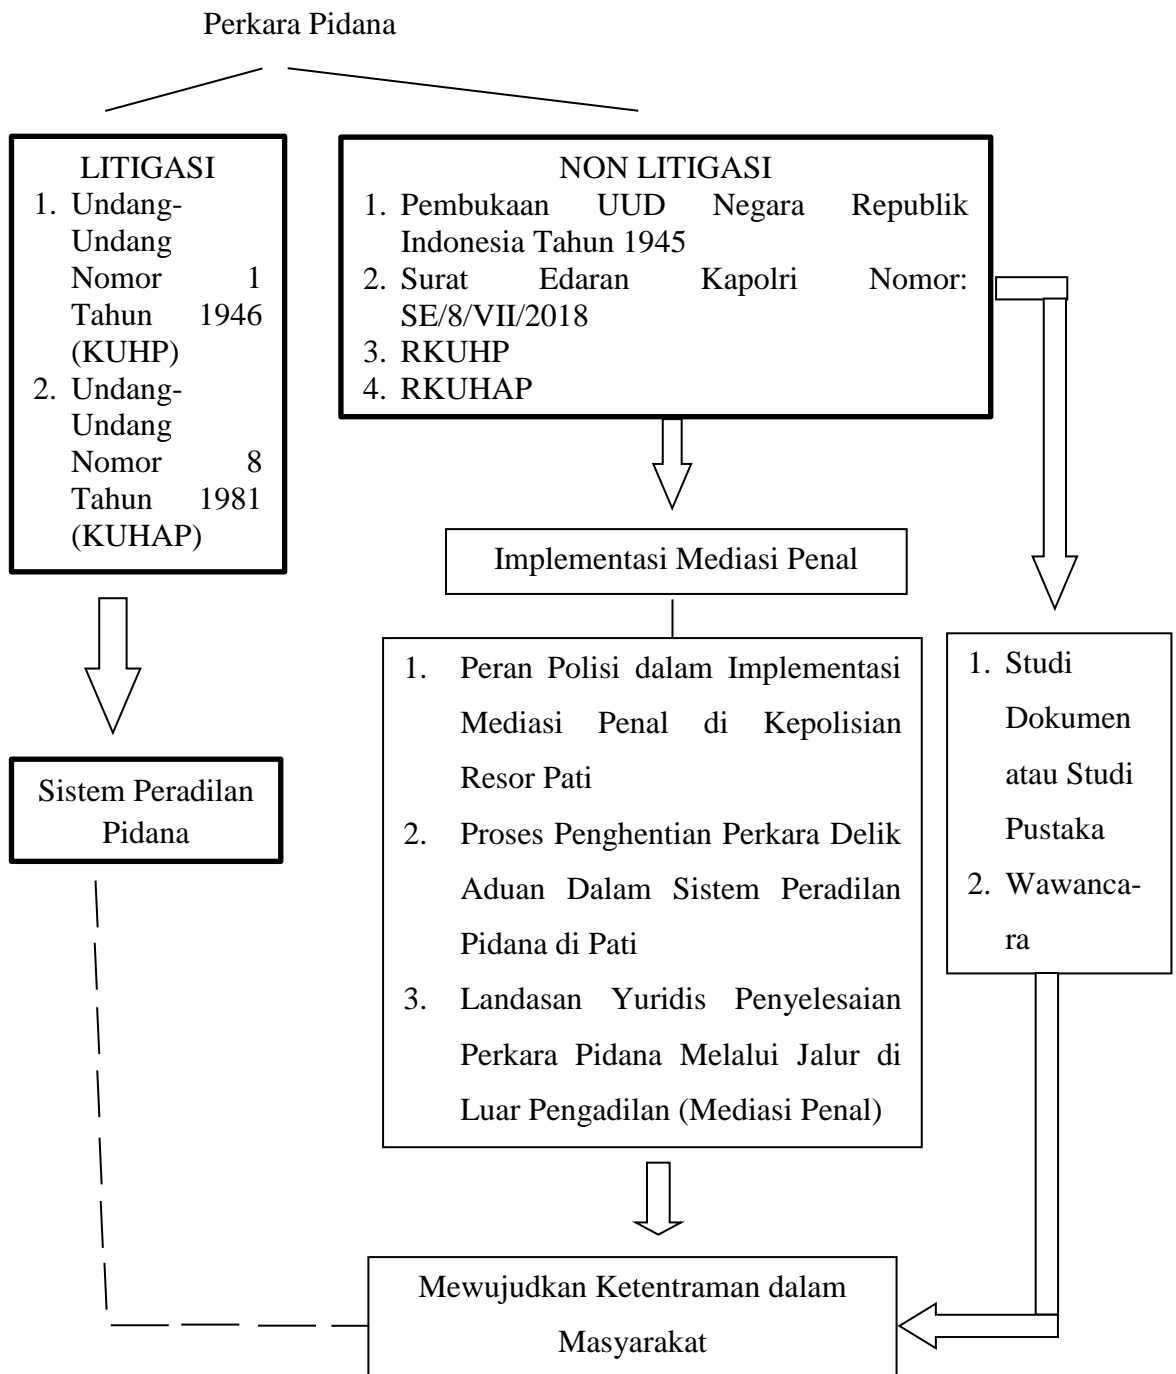 Perkara Pidana
LITIGASI
1. Undang-
Undang
Nomor 1
Tahun 1946
(KUHP)
2. Undang-
Undang
Nomor 8
Tahun 1981
(KUHAP)
NON LITIGASI
1. Pembukaan UUD Negara Republik
Indonesia Tahun 1945
2. Surat Edaran Kapolri Nomor:
SE/8/VII/2018
3. RKUHP
4. RKUHAP
Implementasi Mediasi Penal
1. Peran Polisi dalam Implementasi
Mediasi Penal di Kepolisian
Resor Pati
2. Proses Penghentian Perkara Delik
Aduan Dalam Sistem Peradilan
Pidana di Pati
3. Landasan Yuridis Penyelesaian
Perkara Pidana Melalui Jalur di
Luar Pengadilan (Mediasi Penal)
1. Studi
Dokumen
atau Studi
Pustaka
2. Wawanca-
ra
Sistem Peradilan
Pidana
Mewujudkan Ketentraman dalam
Masyarakat